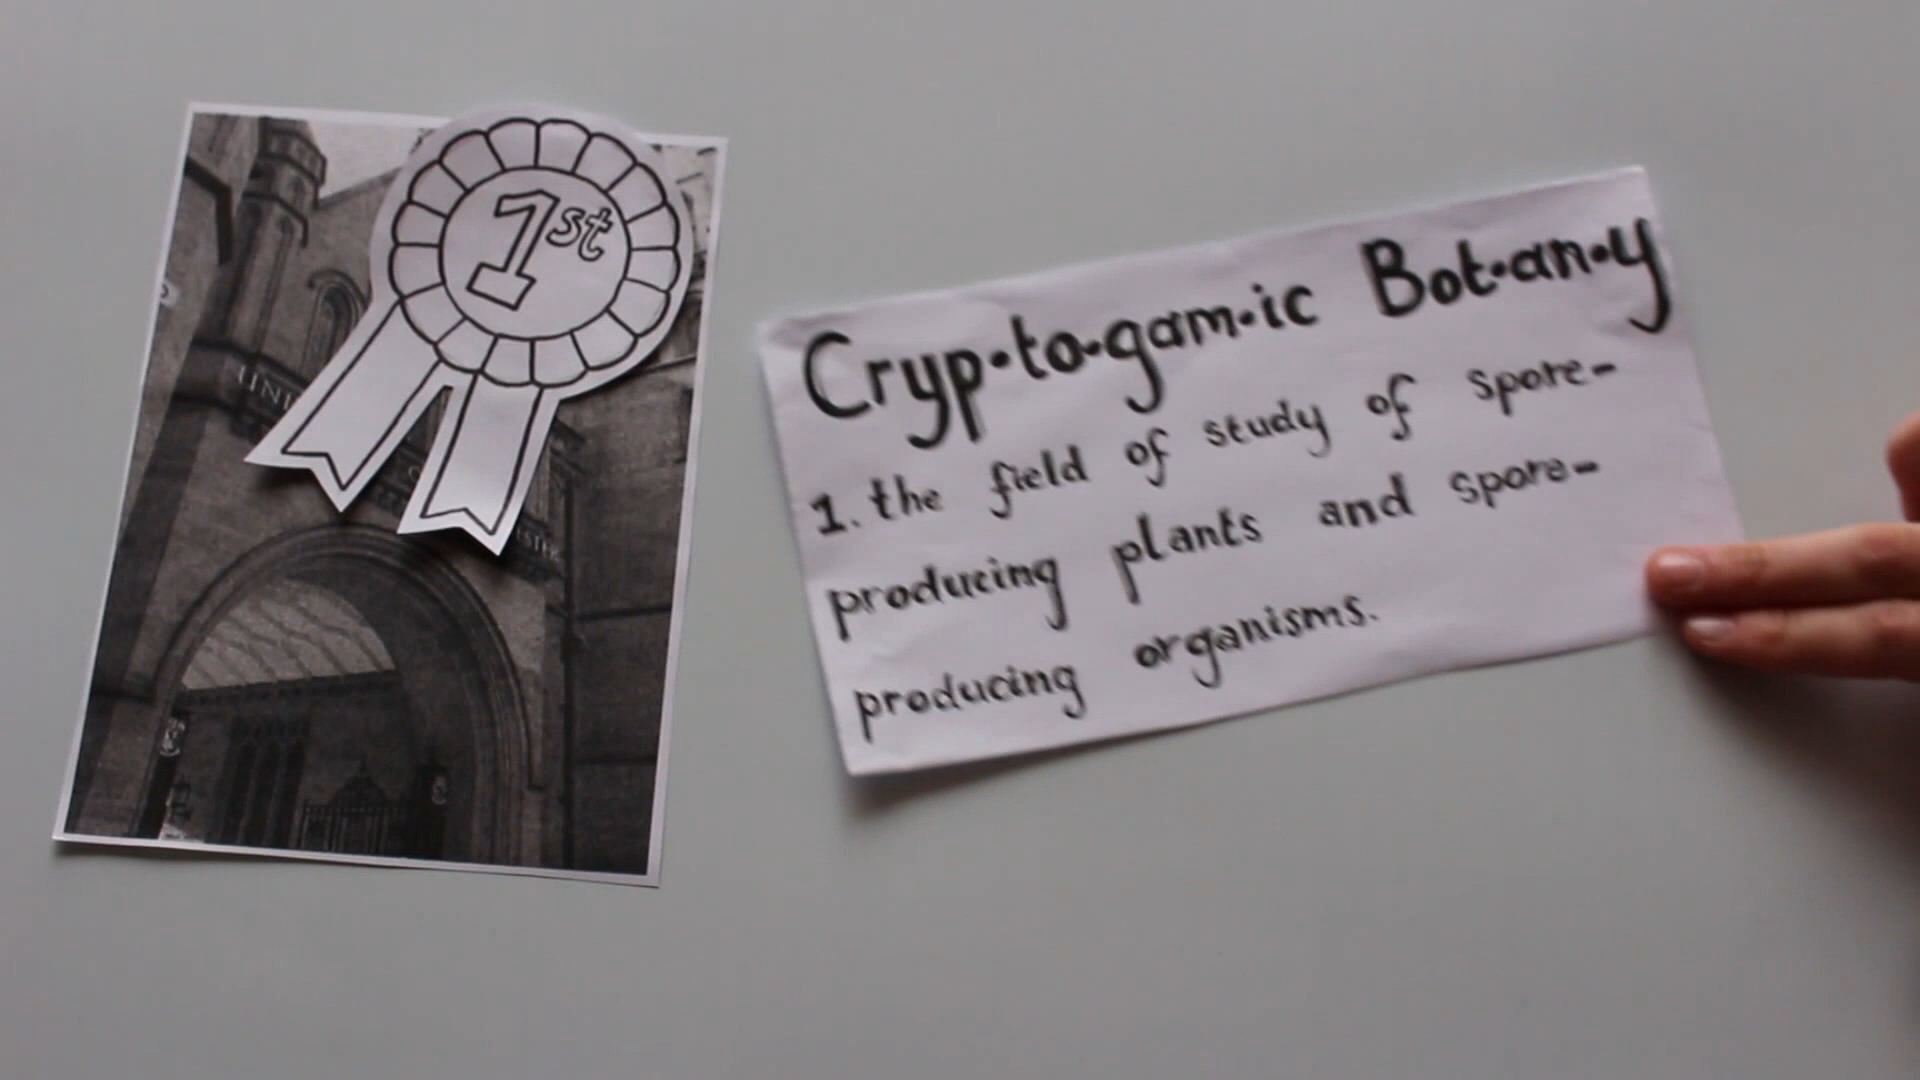 1st
Cryp·to·gam·ic Bot·an·y
1. the field of study of spore-
producing plants and spore-
producing organisms.